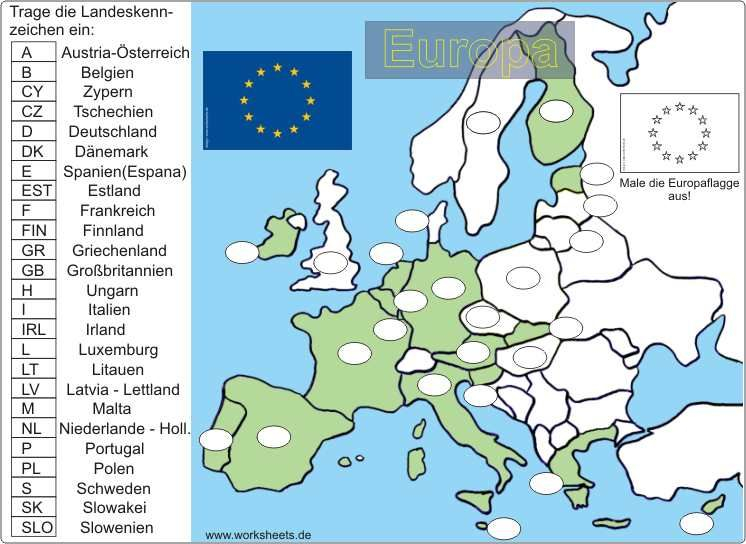 Trage die Landeskenn-
zeichen ein:
A Austria-Österreich
B Belgien
CY Zypern
CZ Tschechien
D Deutschland
DK Dänemark
E Spanien(Espana)
EST Estland
F Frankreich
FIN Finnland
GR Griechenland
GB Großbritannien
H Ungarn
I Italien
IRL Irland
L Luxemburg
LT Litauen
LV Latvia - Lettland
M Malta
NL Niederlande - Holl.
P Portugal
PL Polen
S Schweden
SK Slowakei
SLO Slowenien
Europa
Male die Europaflagge
aus!
www.worksheets.de